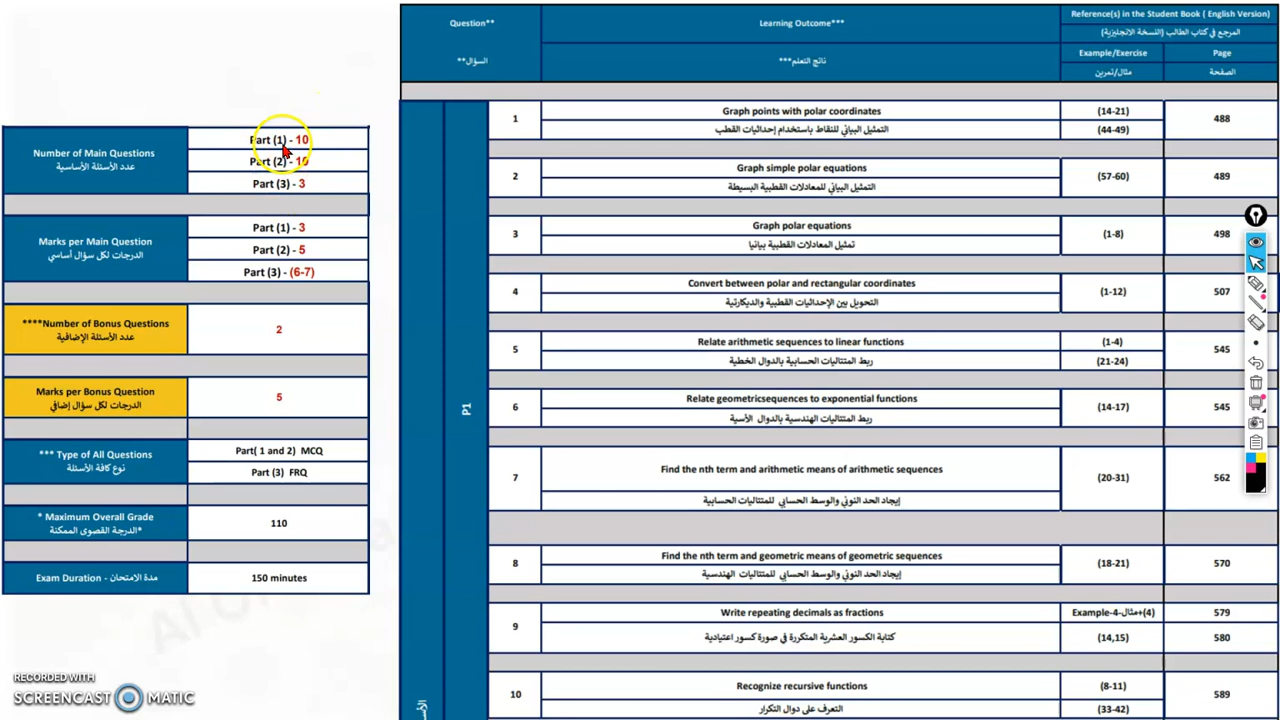 Number of Main Questions
عدد الأسئلة الأساسية
Part (1) - 10
Part (2) - 10
Part (3) - 3
Marks per Main Question
الدرجات لكل سؤال أساسي
Part (1) - 3
Part (2) - 5
Part (3) - (6-7)
****Number of Bonus Questions
عدد الأسئلة الإضافية
2
Marks per Bonus Question
الدرجات لكل سؤال إضافي
5
*** Type of All Questions
نوع كافة الأسئلة
Part( 1 and 2) MCQ
Part (3) FRQ
* Maximum Overall Grade
*الدرجة القصوى الممكنة
110
Exam Duration - مدة الامتحان
150 minutes
RECORDED WITH
SCREENCAST MATIC
Question**
السؤال**
Learning Outcome***
ناتج التعلم***
Reference(s) in the Student Book ( English Version)
المرجع في كتاب الطالب (النسخة الانجليزية)
Example/Exercise
مثال/تمرين
Page
الصفحة
P1
1
Graph points with polar coordinates
التمثيل البياني للنقاط باستخدام إحداثيات القطب
(14-21)
(44-49)
488
2
Graph simple polar equations
التمثيل البياني للمعادلات القطبية البسيطة
(57-60)
489
3
Graph polar equations
تمثيل المعادلات القطبية بيانيا
(1-8)
498
4
Convert between polar and rectangular coordinates
التحويل بين الإحداثيات القطبية والديكارتية
(1-12)
507
5
Relate arithmetic sequences to linear functions
ربط المتتاليات الحسابية بالدوال الخطية
(1-4)
(21-24)
545
6
Relate geometricsequences to exponential functions
ربط المتتاليات الهندسية بالدوال الأسية
(14-17)
545
7
Find the nth term and arithmetic means of arithmetic sequences
إيجاد الحد النوني والوسط الحسابي للمتتاليات الحسابية
(20-31)
562
8
Find the nth term and geometric means of geometric sequences
إيجاد الحد النوني والوسط الحسابي للمتتاليات الهندسية
(18-21)
570
9
Write repeating decimals as fractions
كتابة الكسور العشرية المتكررة في صورة كسور اعتيادية
Example-4-مثال+(4)
(14,15)
579
580
10
Recognize recursive functions
التعرف على دوال التكرار
(8-11)
(33-42)
589